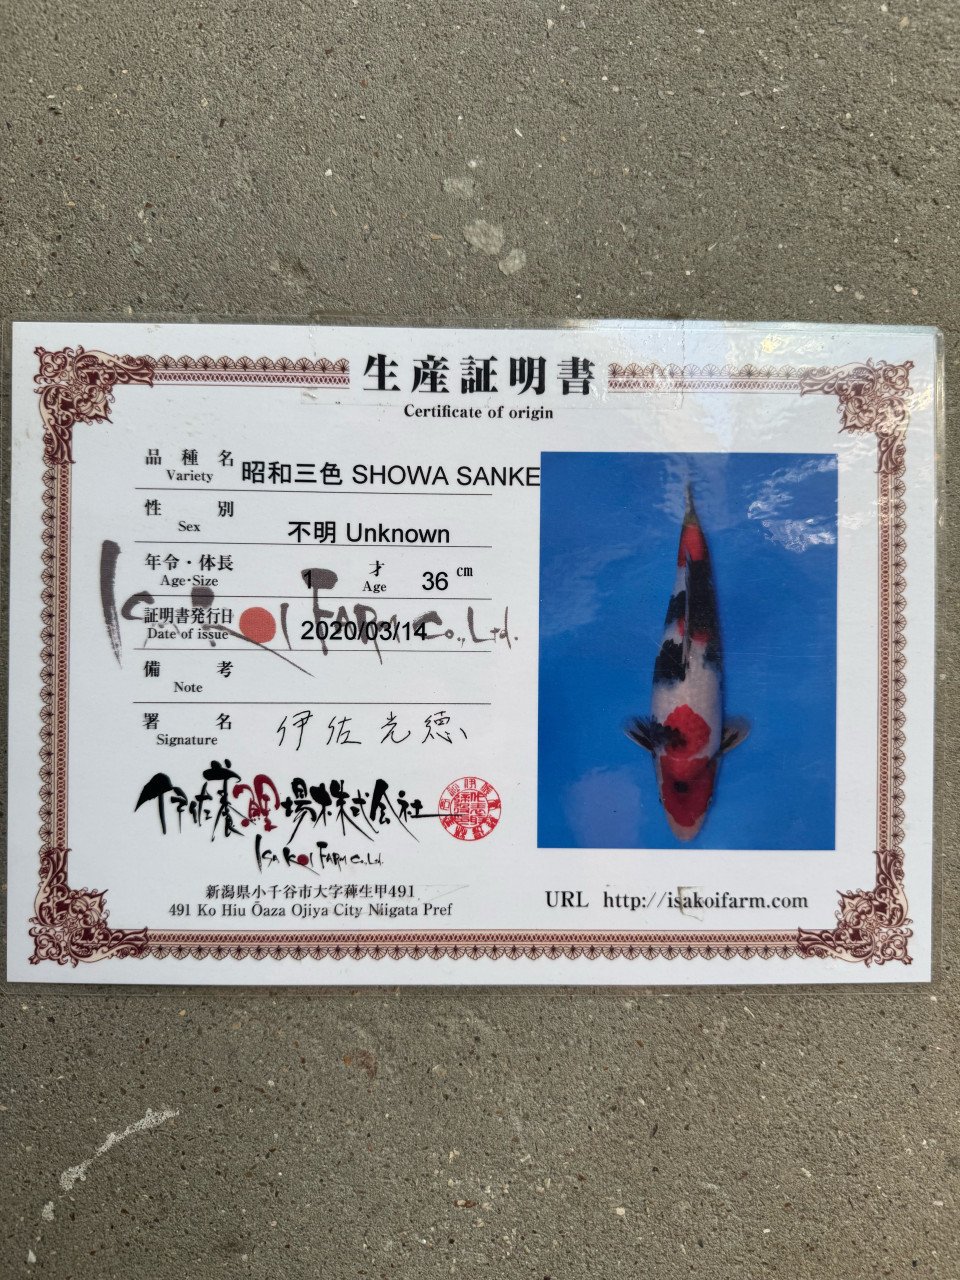 生産証明書
Certificate of origin
品種名 昭和三色 SHOWA SANKE
Variety
性別 不明 Unknown
Sex
年令・体長 1 才 36 cm
Age・Size Age
証明書発行日 2020/03/14
Date of issue
ISA KOI FARM Co., Ltd.
備考
Note
署名 伊佐光徳
Signature
伊佐養鯉場株式会社
ISA KOI FARM Co., Ltd.
新潟県小千谷市大字薭生甲491
491 Ko Hiu Ōaza Ojiya City Niigata Pref
URL http://isakoifarm.com